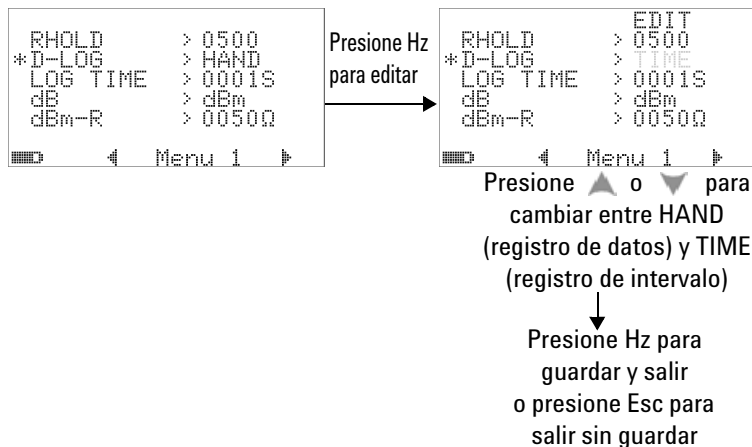 RHOLD > 0500
*D-LOG > HAND
LOG TIME > 0001S
dB > dBm
dBm-R > 0050Ω
Menu 1
Presione Hz
para editar
EDIT
RHOLD > 0500
*D-LOG > TIME
LOG TIME > 0001S
dB > dBm
dBm-R > 0050Ω
Menu 1
Presione ▲ o ▼ para
cambiar entre HAND
(registro de datos) y TIME
(registro de intervalo)
Presione Hz para
guardar y salir
o presione Esc para
salir sin guardar